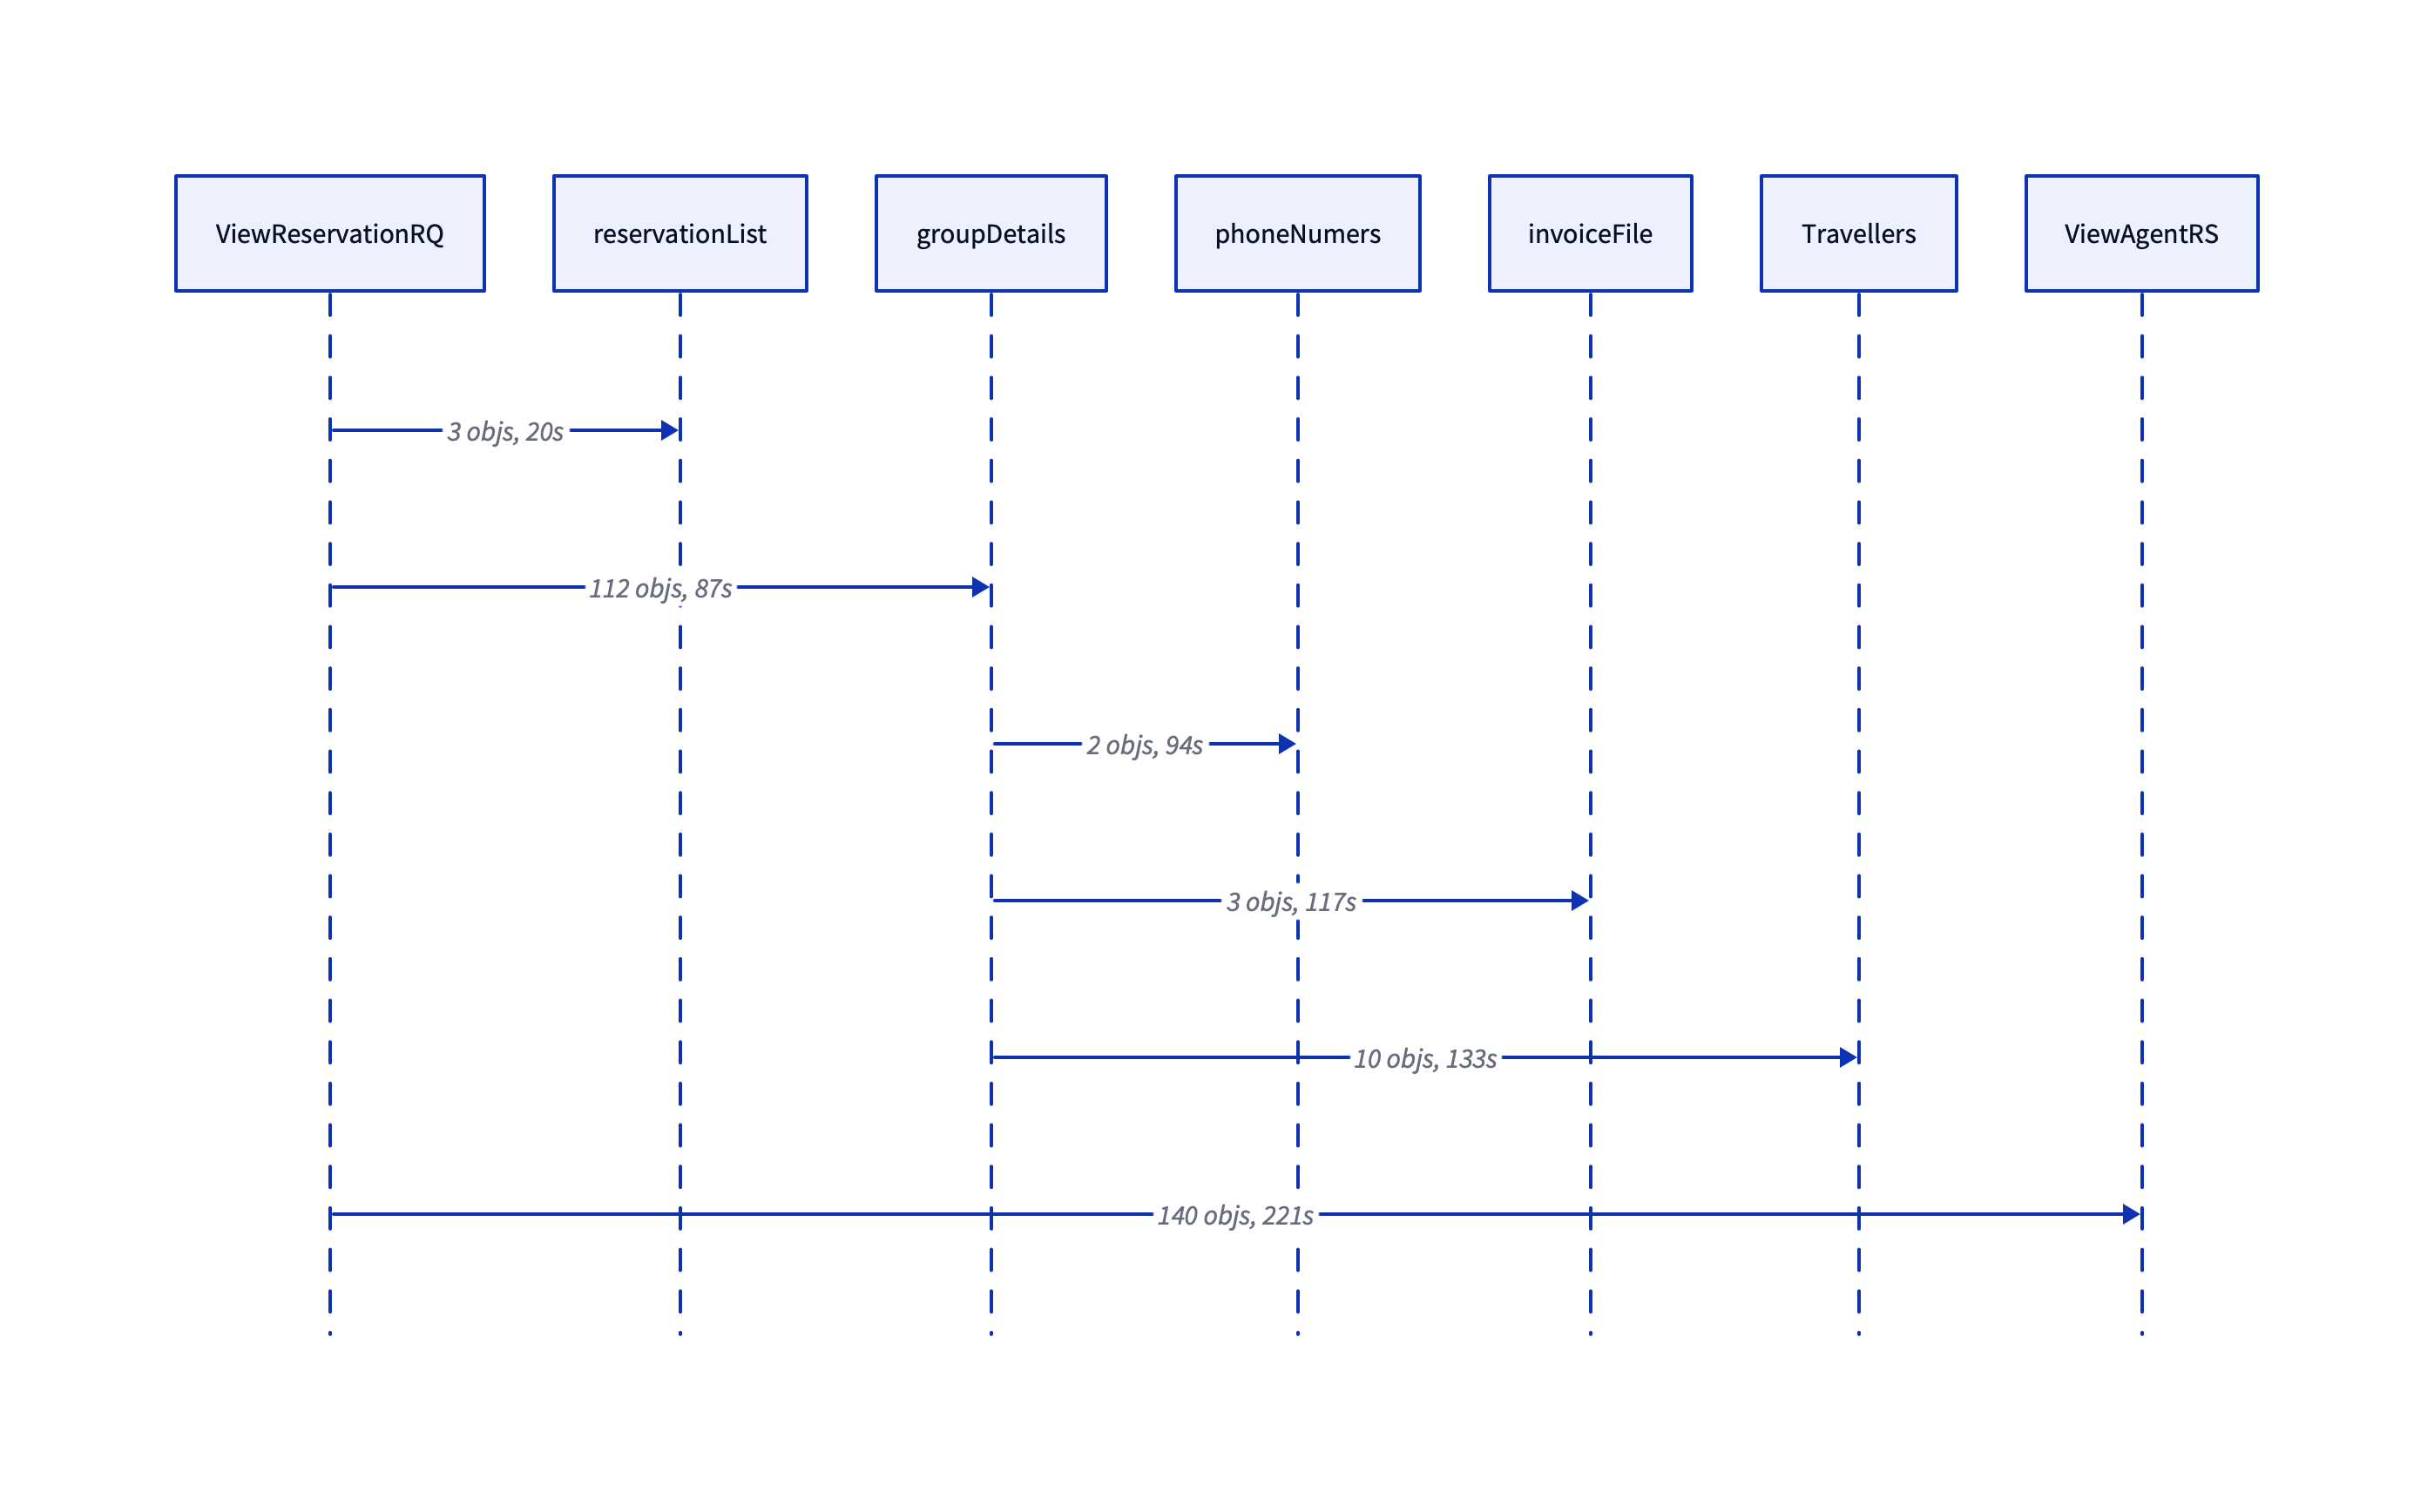 ViewReservationRQ
reservationList
groupDetails
phoneNumers
invoiceFile
Travellers
ViewAgentRS
3 objs, 20s
112 objs, 87s
2 objs, 94s
3 objs, 117s
10 objs, 133s
140 objs, 221s